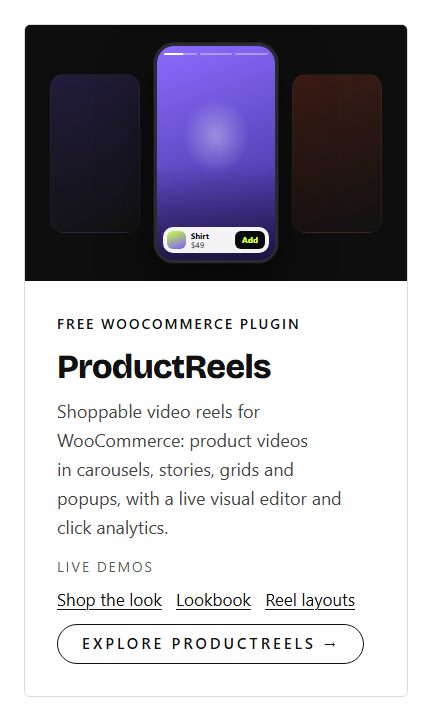 Shirt
$49
Add
FREE WOOCOMMERCE PLUGIN
ProductReels
Shoppable video reels for
WooCommerce: product videos
in carousels, stories, grids and
popups, with a live visual editor and
click analytics.
LIVE DEMOS
Shop the look Lookbook Reel layouts
EXPLORE PRODUCTREELS →